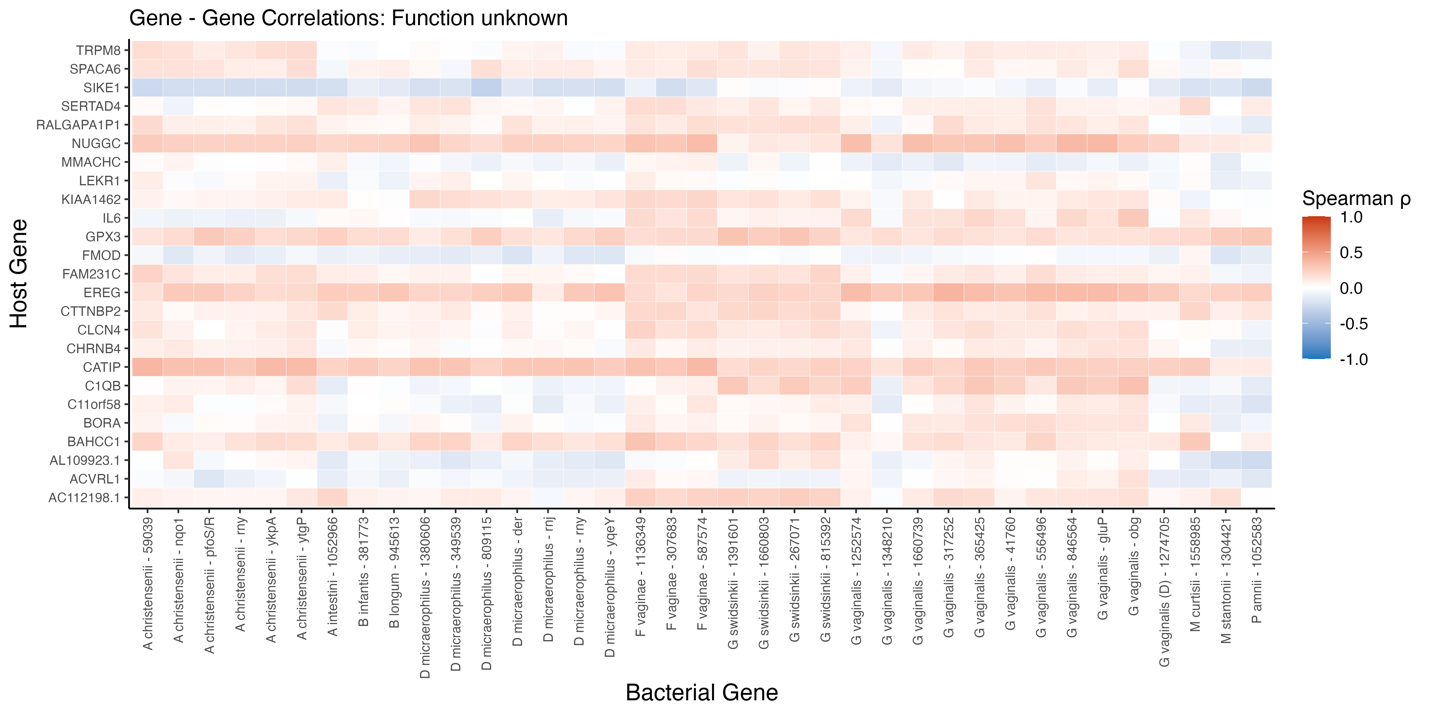 Gene - Gene Correlations: Function unknown
Host Gene
TRPM8
SPACA6
SIKE1
SERTAD4
RALGAPA1P1
NUGGC
MMACHC
LEKR1
KIAA1462
IL6
GPX3
FMOD
FAM231C
EREG
CTTNBP2
CLCN4
CHRNB4
CATIP
C1QB
C11orf58
BORA
BAHCC1
AL109923.1
ACVRL1
AC112198.1
A christensenii - 59039
A christensenii - nqo1
A christensenii - pfoS/R
A christensenii - rny
A christensenii - ykpA
A christensenii - ytgP
A intestini - 1052966
B infantis - 381773
B longum - 945613
D micraerophilus - 1380606
D micraerophilus - 349539
D micraerophilus - 809115
D micraerophilus - der
D micraerophilus - rnj
D micraerophilus - rny
D micraerophilus - yqeY
F vaginae - 1136349
F vaginae - 307683
F vaginae - 587574
G swidsinkii - 1391601
G swidsinkii - 1660803
G swidsinkii - 267071
G swidsinkii - 815392
G vaginalis - 1252574
G vaginalis - 1348210
G vaginalis - 1660739
G vaginalis - 317252
G vaginalis - 365425
G vaginalis - 41760
G vaginalis - 556496
G vaginalis - 846564
G vaginalis - gluP
G vaginalis - obg
G vaginalis (D) - 1274705
M curtisii - 1558985
M stantonii - 1304421
P amnii - 1052583
Bacterial Gene
Spearman ρ
1.0
0.5
0.0
-0.5
-1.0